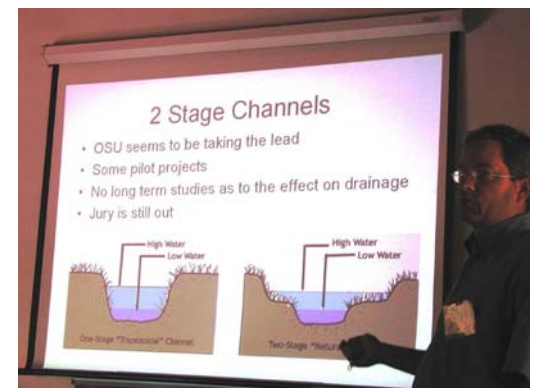 2 Stage Channels
• OSU seems to be taking the lead
• Some pilot projects
• No long term studies as to the effect on drainage
• Jury is still out
High Water
Low Water
One-Stage "Trapezoidal" Channel
High Water
Low Water
Two-Stage "Natural